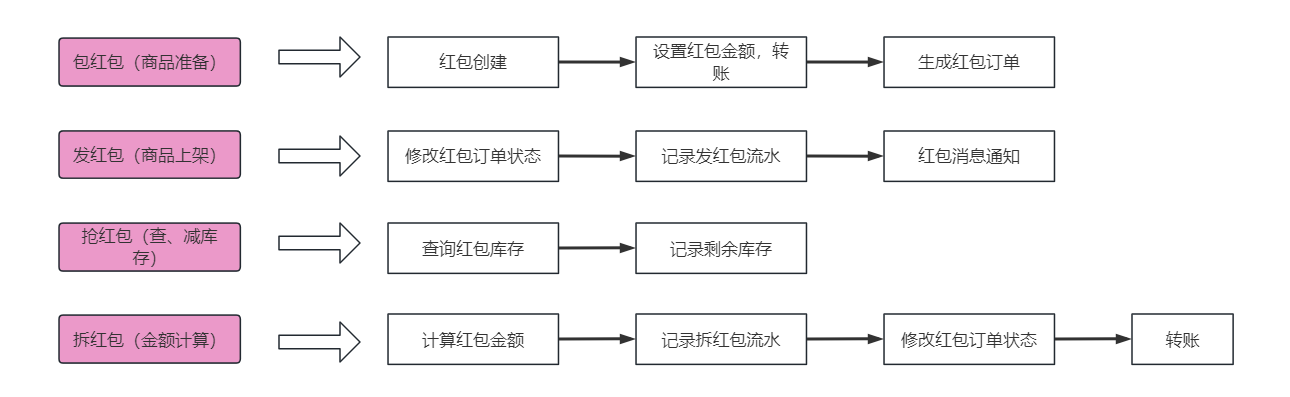 包红包（商品准备）
红包创建
设置红包金额，转
账
生成红包订单
发红包（商品上架）
修改红包订单状态
记录发红包流水
红包消息通知
抢红包（查、减库
存）
查询红包库存
记录剩余库存
拆红包（金额计算）
计算红包金额
记录拆红包流水
修改红包订单状态
转账